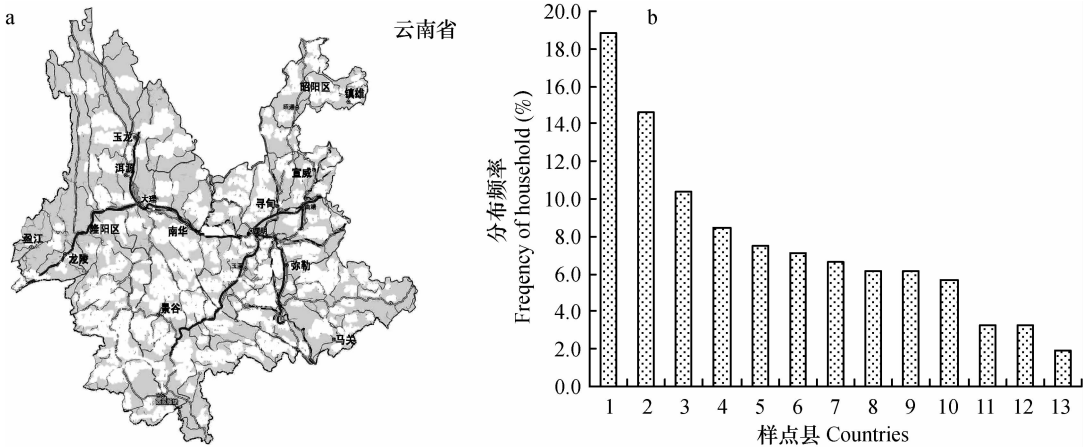 a
云南省
昭阳区
镇雄
玉龙
洱源
宣威
大理
寻甸
隆阳区
南华
盈江
龙陵
弥勒
景谷
马关
b
20.0
18.0
16.0
14.0
12.0
10.0
8.0
6.0
4.0
2.0
0.0
分布频率
Freqency of household (%)
1 2 3 4 5 6 7 8 9 10 11 12 13
样点县 Countries